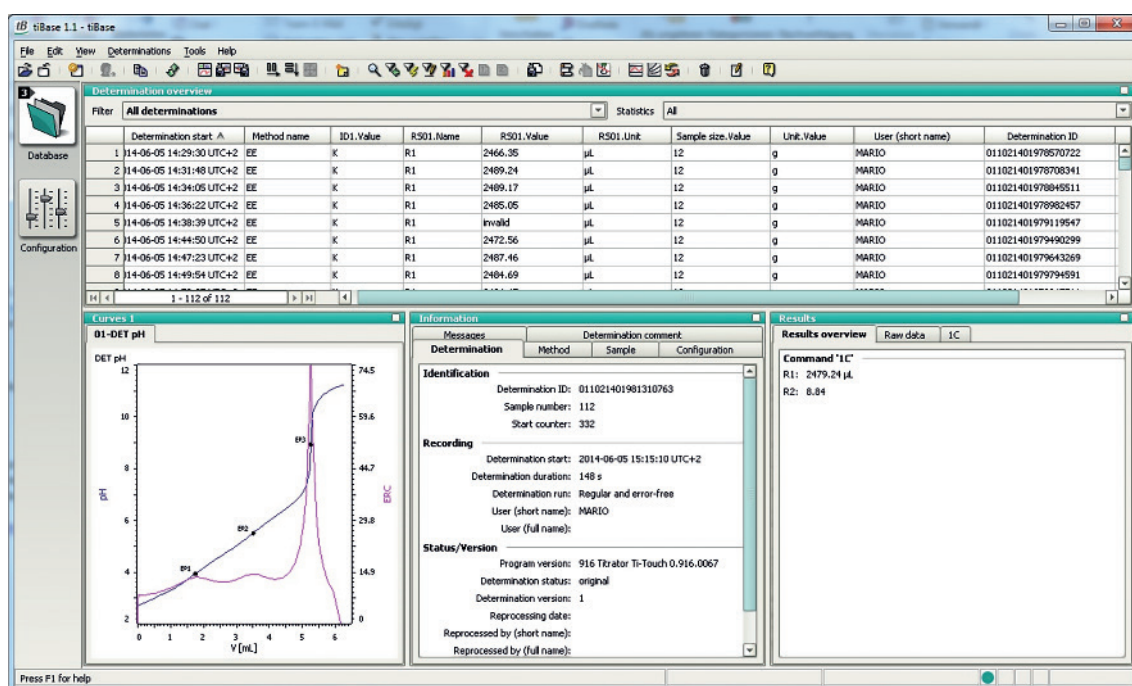 tiBase 1.1 - tiBase
File Edit View Determinations Tools Help
3
Database
Configuration
Determination overview
Filter All determinations Statistics All
Determination start Method name ID1.Value RS01.Name RS01.Value RS01.Unit Sample size.Value Unit.Value User (short name) Determination ID
1 014-06-05 14:29:30 UTC+2 EE K R1 2466.35 µL 12 g MARIO 011021401978570722
2 014-06-05 14:31:48 UTC+2 EE K R1 2489.24 µL 12 g MARIO 011021401978708341
3 014-06-05 14:34:05 UTC+2 EE K R1 2489.17 µL 12 g MARIO 011021401978845511
4 014-06-05 14:36:22 UTC+2 EE K R1 2485.05 µL 12 g MARIO 011021401978982457
5 014-06-05 14:38:39 UTC+2 EE K R1 invalid µL 12 g MARIO 011021401979119547
6 014-06-05 14:44:50 UTC+2 EE K R1 2472.56 µL 12 g MARIO 011021401979490299
7 014-06-05 14:47:23 UTC+2 EE K R1 2487.46 µL 12 g MARIO 011021401979643269
8 014-06-05 14:49:54 UTC+2 EE K R1 2484.69 µL 12 g MARIO 011021401979794591
1 - 112 of 112
Curves 1
01-DET pH
DET pH
12 74.5
10 59.6
EP3
8 44.7
pH ERC
6 29.8
EP2
4 14.9
EP1
2 0
0 1 2 3 4 5 6
V [mL]
Information
Messages Determination comment
Determination Method Sample Configuration
Identification
Determination ID: 011021401981310763
Sample number: 112
Start counter: 332
Recording
Determination start: 2014-06-05 15:15:10 UTC+2
Determination duration: 148 s
Determination run: Regular and error-free
User (short name): MARIO
User (full name):
Status/Version
Program version: 916 Titrator Ti-Touch 0.916.0067
Determination status: original
Determination version: 1
Reprocessing date:
Reprocessed by (short name):
Reprocessed by (full name):
Results
Results overview Raw data 1C
Command "1C"
R1: 2479.24 µL
R2: 8.84
Press F1 for help